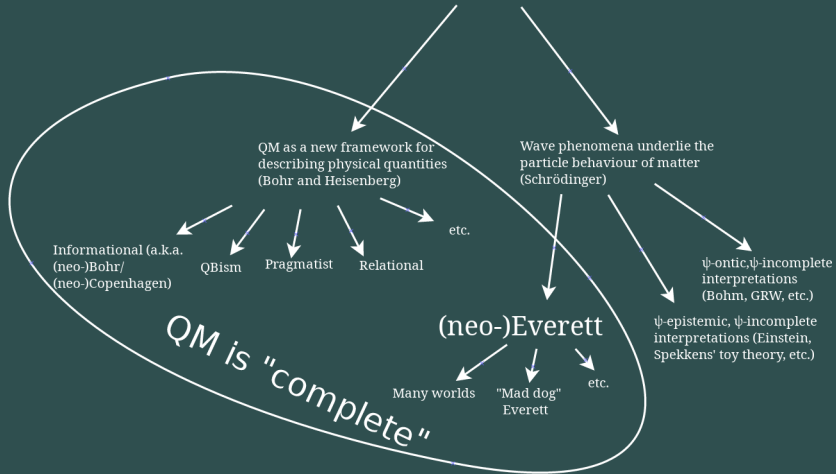 QM as a new framework for
describing physical quantities
(Bohr and Heisenberg)
Wave phenomena underlie the
particle behaviour of matter
(Schrödinger)
Informational (a.k.a.
(neo-)Bohr/
(neo-)Copenhagen)
QBism
Pragmatist
Relational
etc.
ψ-ontic,ψ-incomplete
interpretations
(Bohm, GRW, etc.)
ψ-epistemic, ψ-incomplete
interpretations (Einstein,
Spekkens' toy theory, etc.)
(neo-)Everett
Many worlds
"Mad dog"
Everett
etc.
QM is "complete"